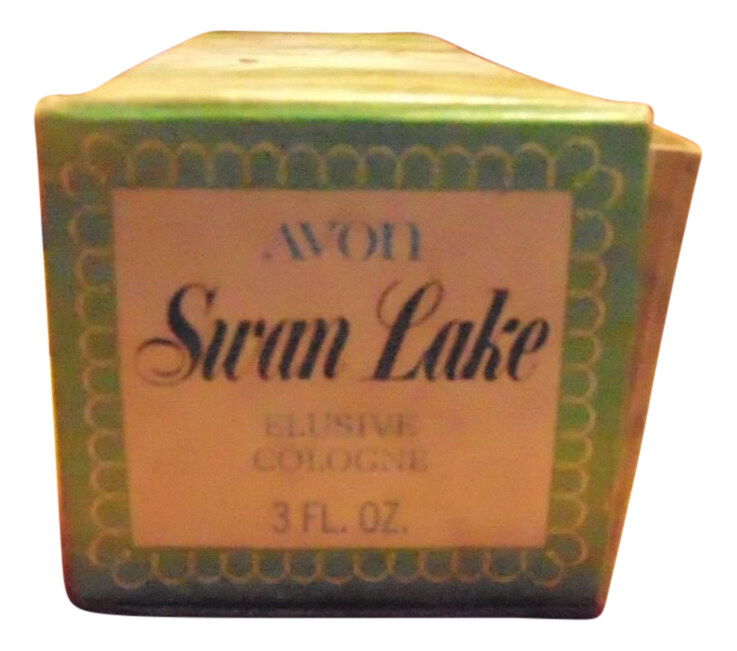 AVON
Swan Lake
ELUSIVE
COLOGNE
3 FL. OZ.